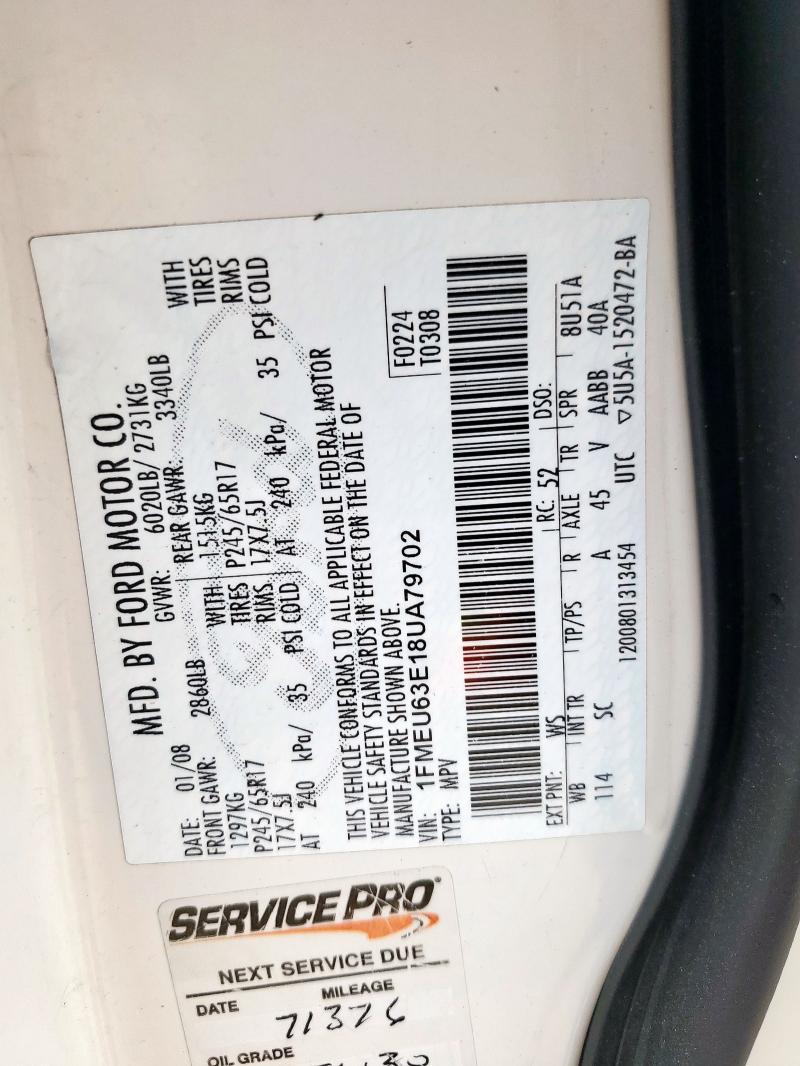 MFD. BY FORD MOTOR CO.
DATE: 01/08 GVWR: 6020LB/ 2731KG
FRONT GAWR: 2860LB REAR GAWR: 3340LB
1297KG WITH 1515KG WITH
P245/65R17 TIRES P245/65R17 TIRES
17X7.5J RIMS 17X7.5J RIMS
AT 240 kPa/ 35 PSI COLD AT 240 kPa/ 35 PSI COLD
THIS VEHICLE CONFORMS TO ALL APPLICABLE FEDERAL MOTOR
VEHICLE SAFETY STANDARDS IN EFFECT ON THE DATE OF
MANUFACTURE SHOWN ABOVE.
VIN: 1FMEU63E18UA79702
TYPE: MPV
F0224
T0308
EXT PNT: WS RC: 52 DSO:
WB INT TR TP/PS R AXLE TR SPR 8U51A
114 SC A 45 V AABB 40A
1200801313454 UTC ▽5U5A-1520472-BA
SERVICE PRO
NEXT SERVICE DUE
DATE MILEAGE
71376
OIL GRADE